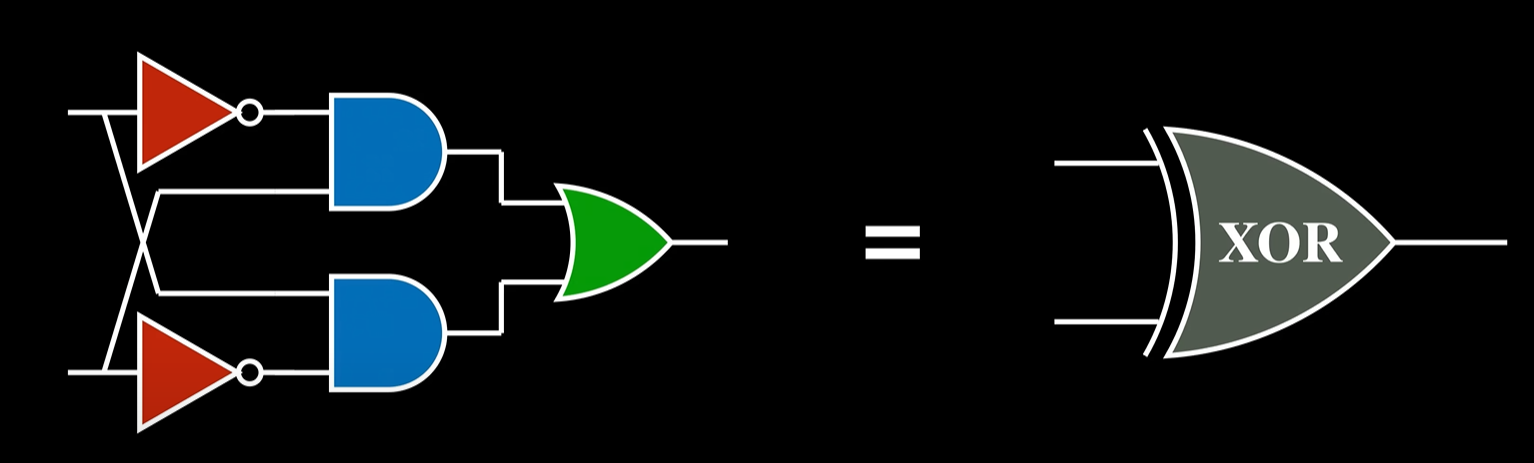 =
XOR